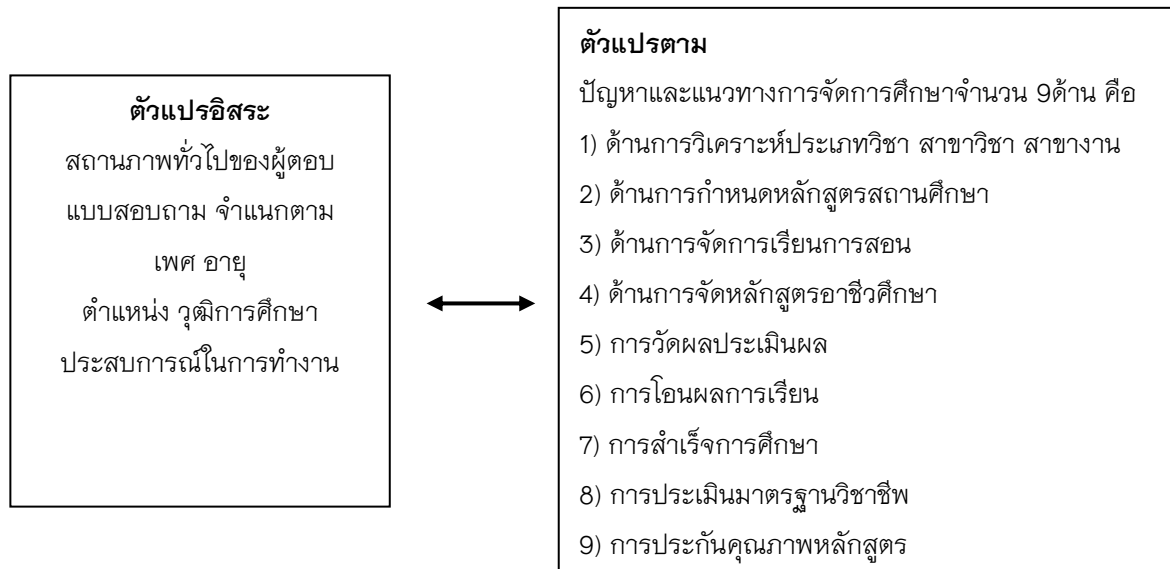 ตัวแปรอิสระ
สถานภาพทั่วไปของผู้ตอบ
แบบสอบถาม จำแนกตาม
เพศ อายุ
ตำแหน่ง วุฒิการศึกษา
ประสบการณ์ในการทำงาน
ตัวแปรตาม
ปัญหาและแนวทางการจัดการศึกษาจำนวน 9ด้าน คือ
1) ด้านการวิเคราะห์ประเภทวิชา สาขาวิชา สาขางาน
2) ด้านการกำหนดหลักสูตรสถานศึกษา
3) ด้านการจัดการเรียนการสอน
4) ด้านการจัดหลักสูตรอาชีวศึกษา
5) การวัดผลประเมินผล
6) การโอนผลการเรียน
7) การสำเร็จการศึกษา
8) การประเมินมาตรฐานวิชาชีพ
9) การประกันคุณภาพหลักสูตร